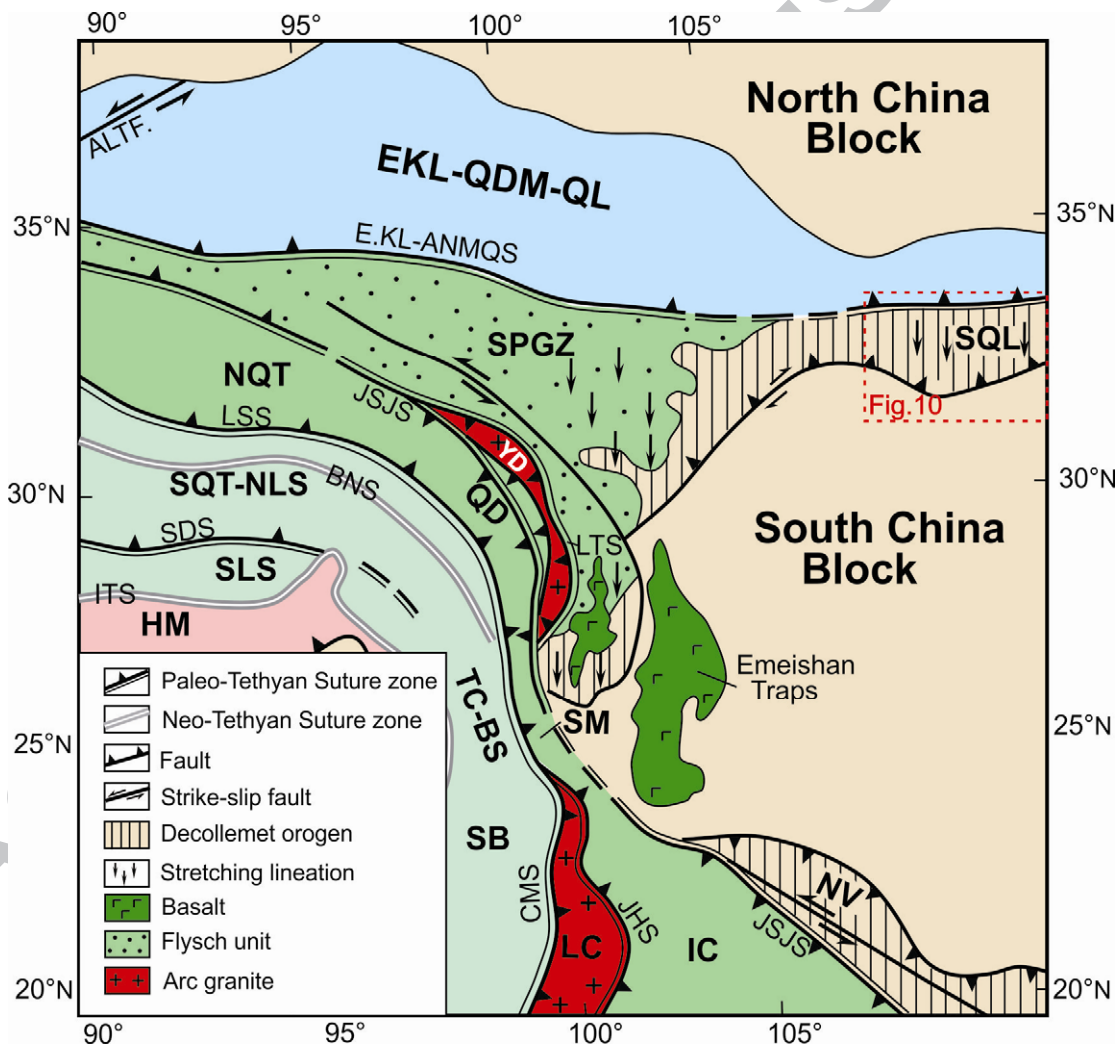 90°
95°
100°
105°
North China
Block
ALTF.
EKL-QDM-QL
35°N
35°N
E.KL-ANMQS
SPGZ
SQL
NQT
JSJS
Fig.10
LSS
YD
30°N
SQT-NLS
BNS
QD
30°N
SDS
LTS
South China
Block
SLS
ITS
HM
Emeishan
Traps
Paleo-Tethyan Suture zone
Neo-Tethyan Suture zone
TC-BS
SM
25°N
25°N
Fault
Strike-slip fault
Decollemet orogen
SB
Stretching lineation
CMS
NV
Basalt
JHS
JSJS
Flysch unit
LC
IC
Arc granite
20°N
20°N
90°
95°
100°
105°